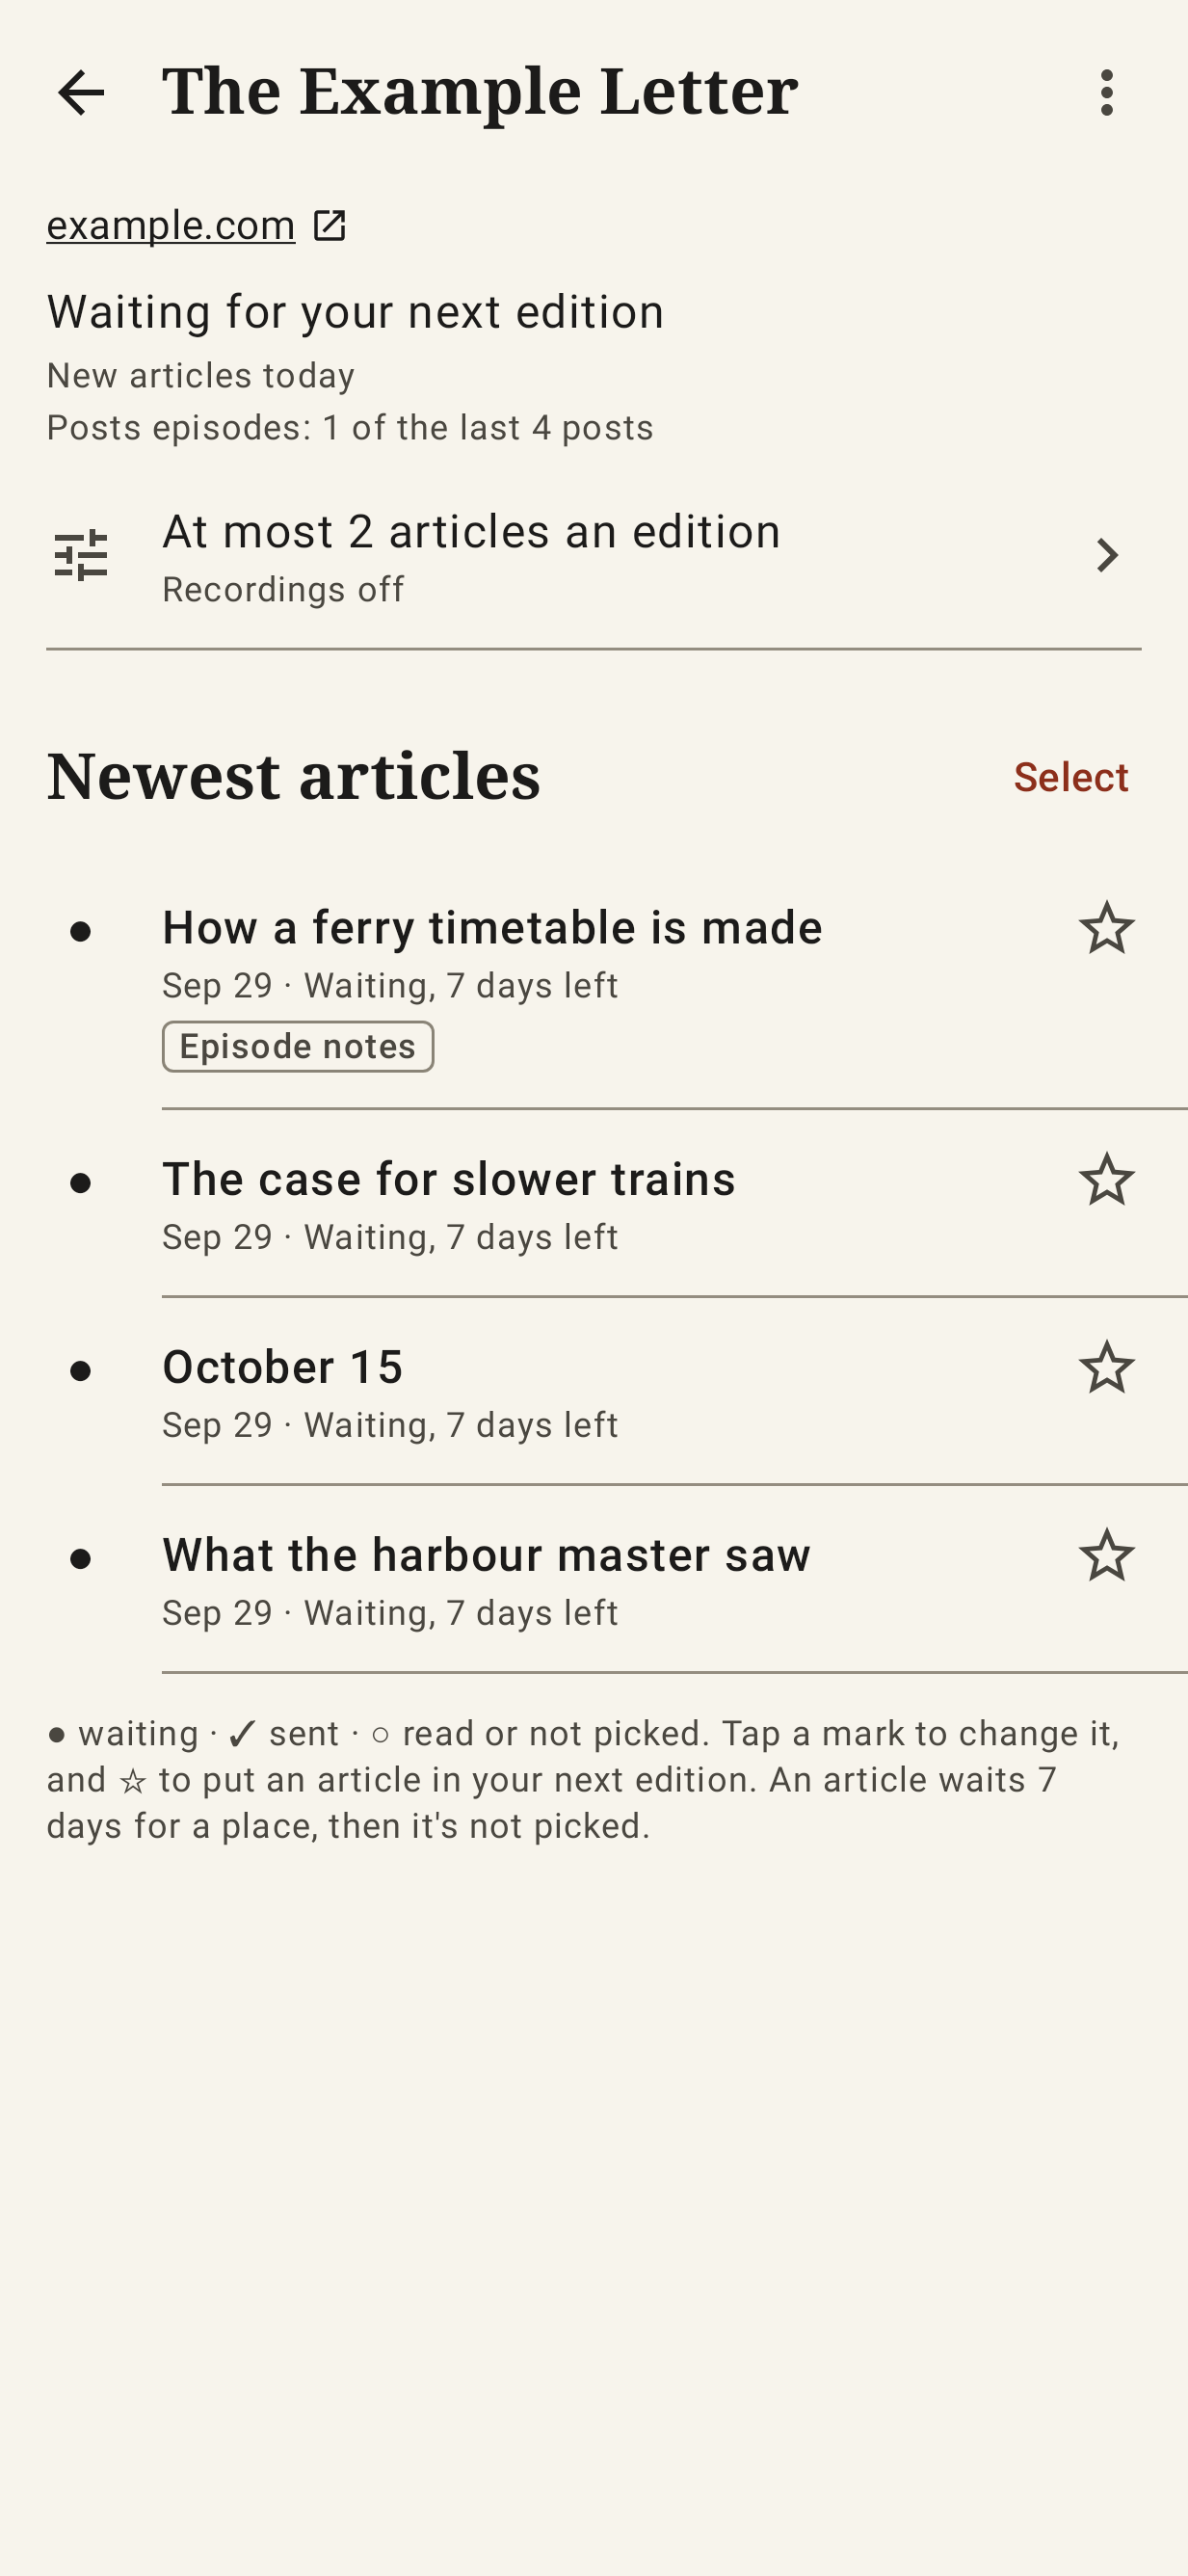 The Example Letter
example.com
Waiting for your next edition
New articles today
Posts episodes: 1 of the last 4 posts
At most 2 articles an edition
Recordings off
Newest articles
Select
How a ferry timetable is made
Sep 29 · Waiting, 7 days left
Episode notes
The case for slower trains
Sep 29 · Waiting, 7 days left
October 15
Sep 29 · Waiting, 7 days left
What the harbour master saw
Sep 29 · Waiting, 7 days left
● waiting · ✓ sent · ○ read or not picked. Tap a mark to change it,
and ☆ to put an article in your next edition. An article waits 7
days for a place, then it's not picked.